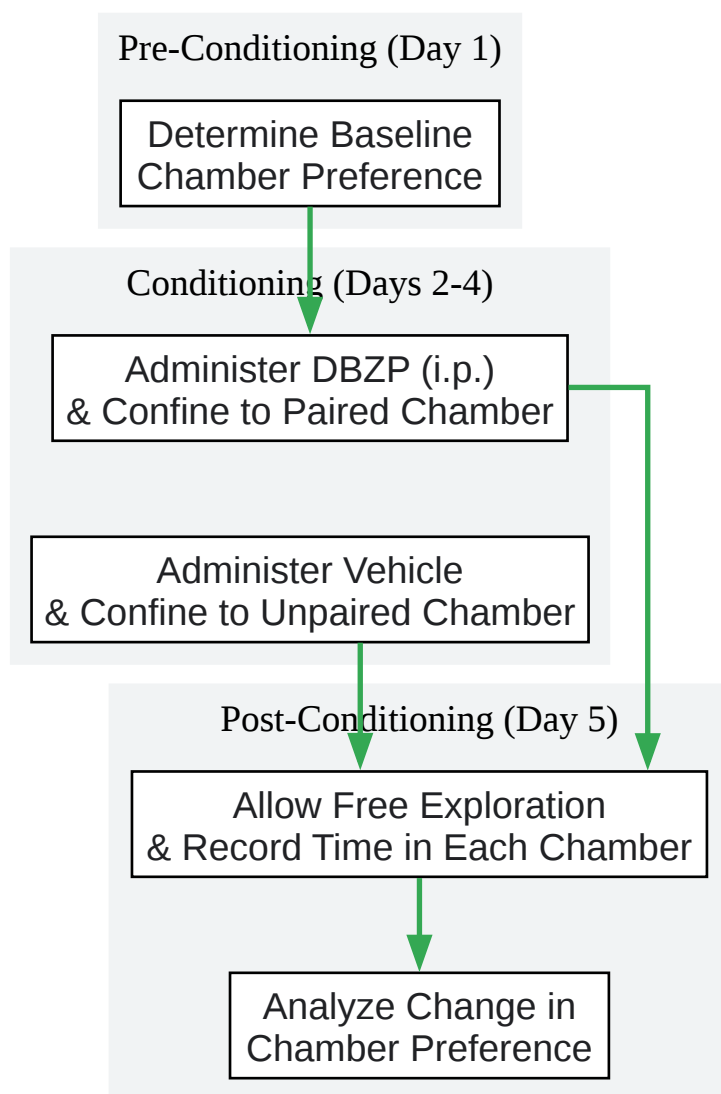 Pre-Conditioning (Day 1)
Determine Baseline
Chamber Preference
Conditioning (Days 2-4)
Administer DBZP (i.p.)
& Confine to Paired Chamber
Administer Vehicle
& Confine to Unpaired Chamber
Post-Conditioning (Day 5)
Allow Free Exploration
& Record Time in Each Chamber
Analyze Change in
Chamber Preference